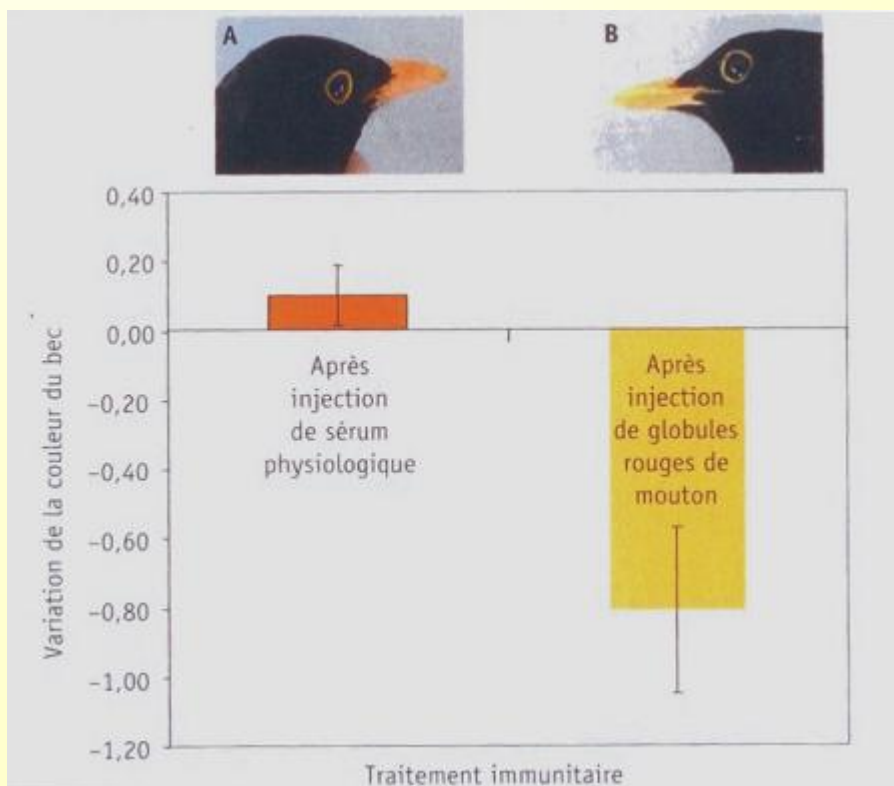 A
B
0,40
0,20
0,00
−0,20
−0,40
−0,60
−0,80
−1,00
−1,20
Variation de la couleur du bec
Après
injection
de sérum
physiologique
Après
injection
de globules
rouges de
mouton
Traitement immunitaire